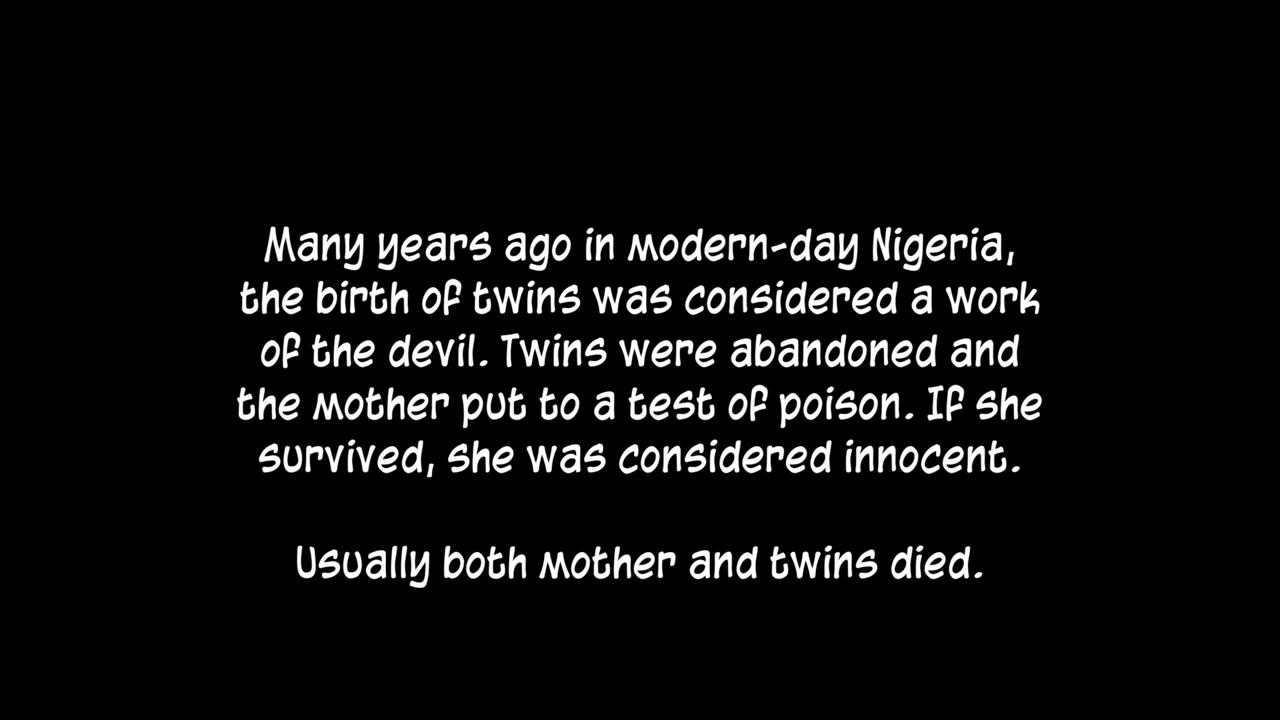 Many years ago in modern-day Nigeria,
the birth of twins was considered a work
of the devil. Twins were abandoned and
the mother put to a test of poison. If she
survived, she was considered innocent.
Usually both mother and twins died.